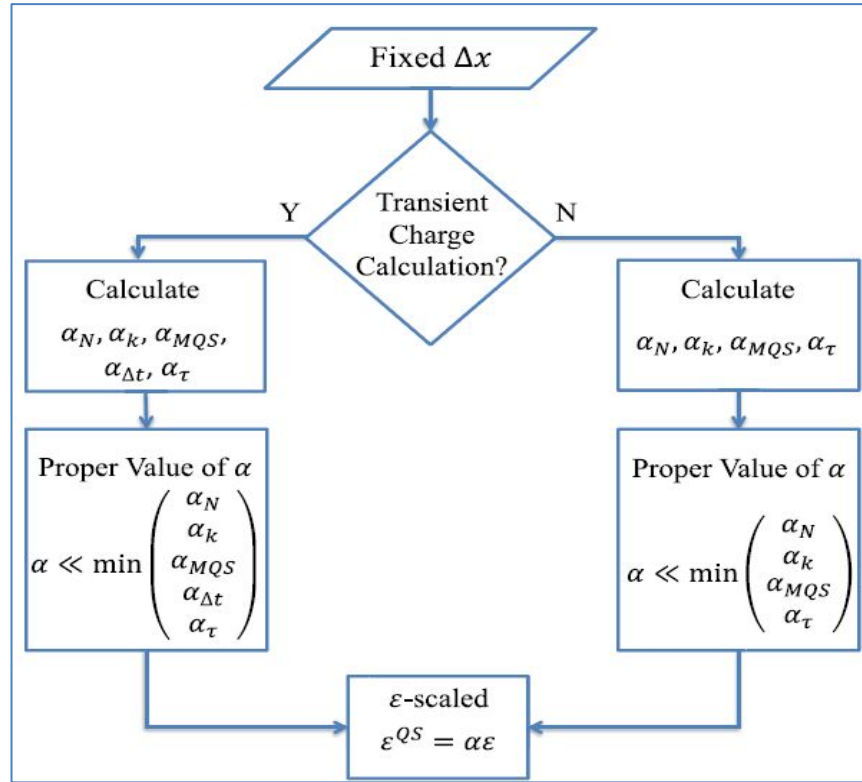 Fixed Δx
Y
Transient
Charge
Calculation?
N
Calculate
α_N, α_k, α_MQS,
α_Δt, α_τ
Calculate
α_N, α_k, α_MQS, α_τ
Proper Value of α
α ≪ min (
α_N
α_k
α_MQS
α_Δt
α_τ
)
Proper Value of α
α ≪ min (
α_N
α_k
α_MQS
α_τ
)
ε-scaled
ε^QS = αε